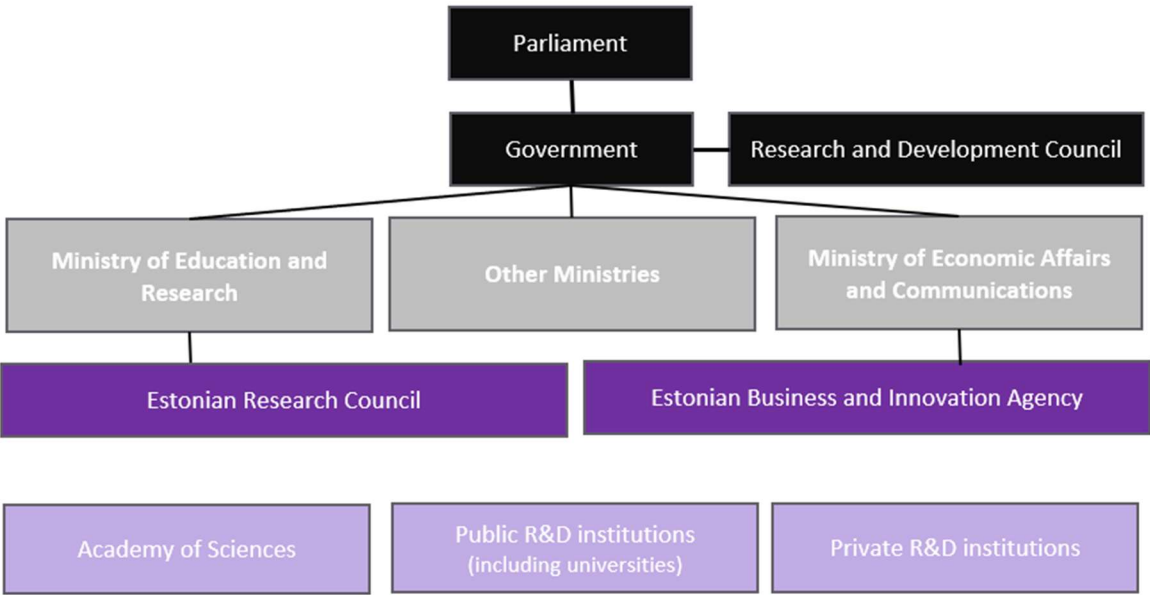 Parliament
Government
Research and Development Council
Ministry of Education and
Research
Other Ministries
Ministry of Economic Affairs
and Communications
Estonian Research Council
Estonian Business and Innovation Agency
Academy of Sciences
Public R&D institutions
(including universities)
Private R&D institutions